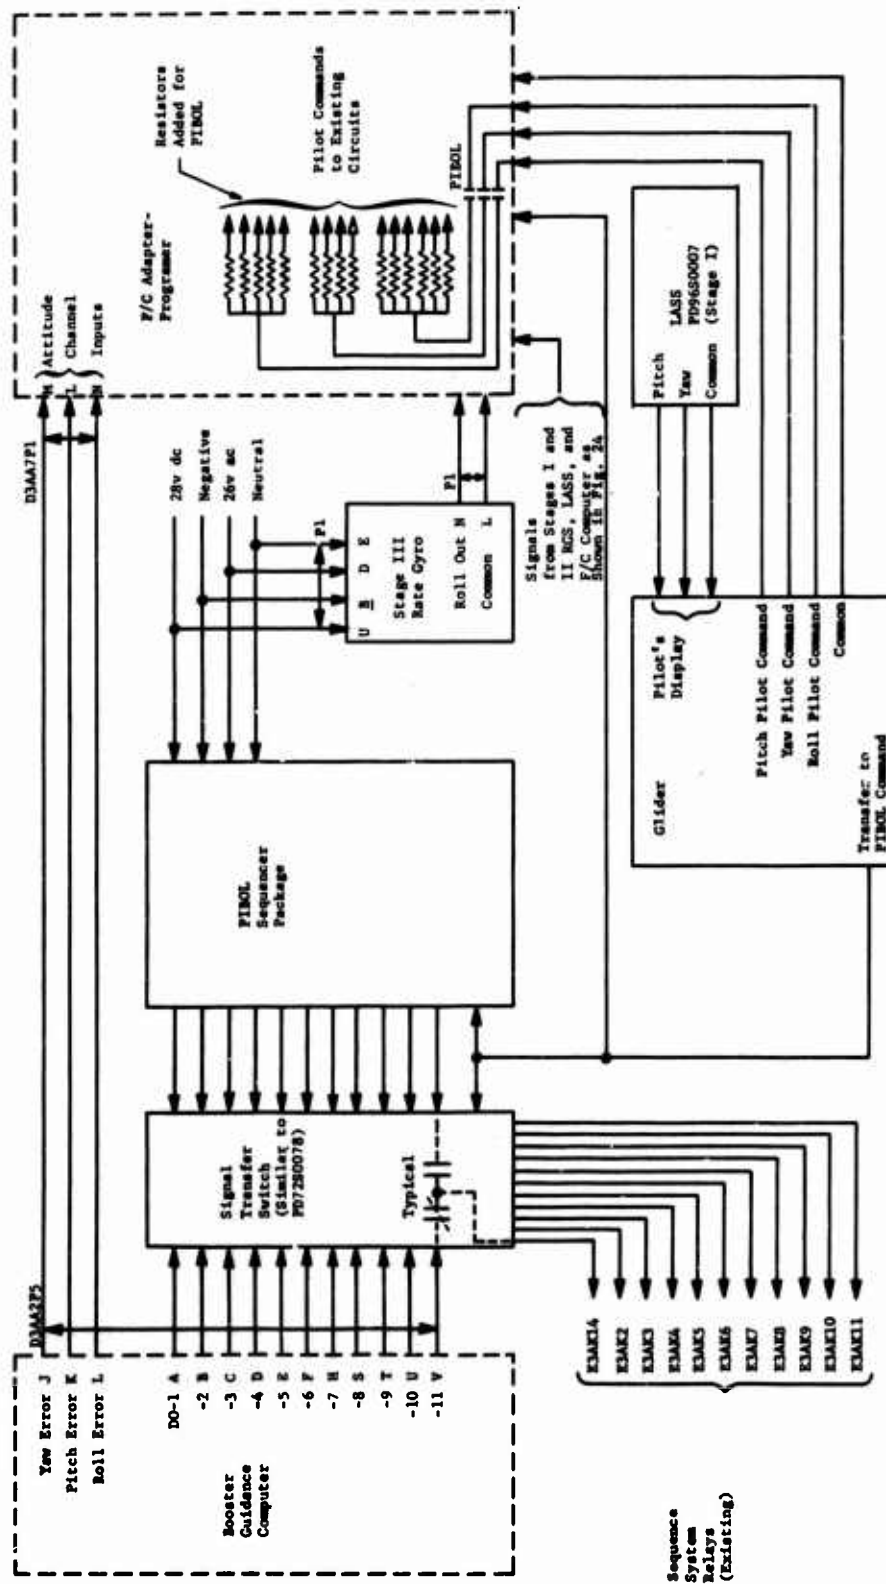 D3AA2P5
Yaw Error J
Pitch Error K
Roll Error L
DO-1 A
-2 B
-3 C
-4 D
-5 E
-6 F
-7 H
-8 S
-9 T
-10 U
-11 V
Booster
Guidance
Computer
Signal
Transfer
Switch
(Similar to
PD72S0078)
Typical
PIBOL
Sequencer
Package
28v dc
Negative
26v ac
Neutral
P1
U B D E
Stage III
Rate Gyro
Roll Out N
Common L
P1
D3AA7P1
M Attitude
L Channel
N Inputs
F/C Adapter-
Programer
Resistors
Added for
PIBOL
Pilot Commands
to Existing
Circuits
PIBOL
Signals
from Stages I and
II RGS, LASS, and
F/C Computer as
Shown in Fig. 24
Sequence
System
Relays
(Existing)
K3AK14
K3AK2
K3AK3
K3AK4
K3AK5
K3AK6
K3AK7
K3AK8
K3AK9
K3AK10
K3AK11
Glider
Pilot's
Display
Pitch Pilot Command
Yaw Pilot Command
Roll Pilot Command
Common
Transfer to
PIBOL Command
Pitch
Yaw
Common
LASS
PD96S0007
(Stage I)